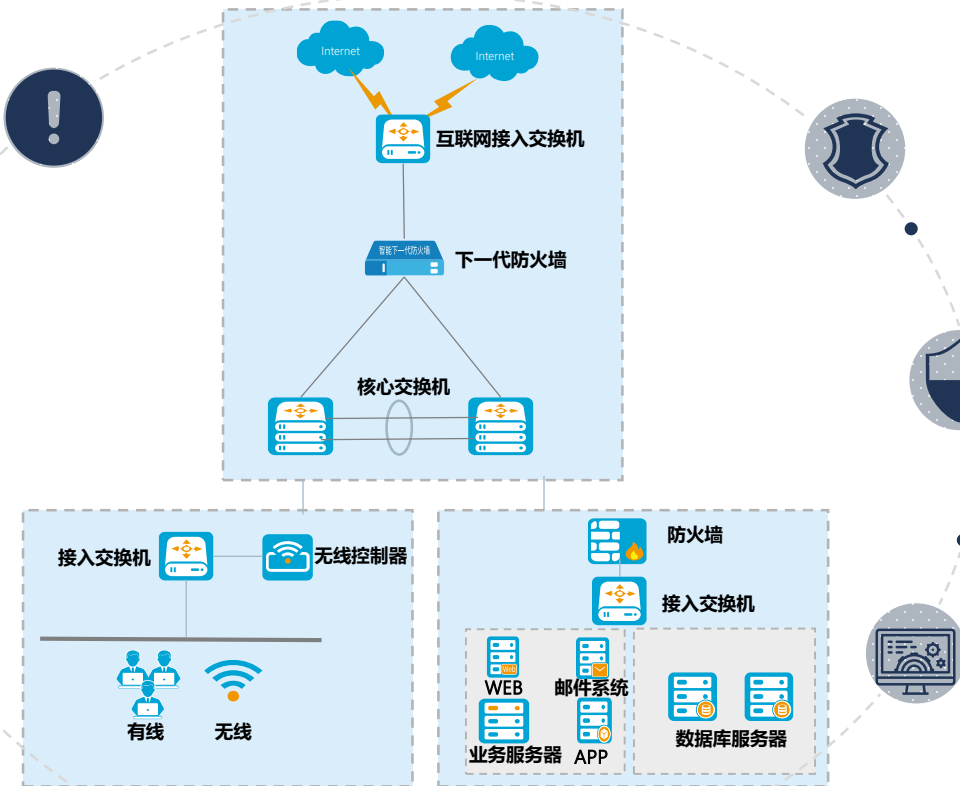 Internet
Internet
互联网接入交换机
智能下一代防火墙
下一代防火墙
核心交换机
接入交换机
无线控制器
有线
无线
防火墙
接入交换机
WEB
WEB
邮件系统
业务服务器
APP
数据库服务器